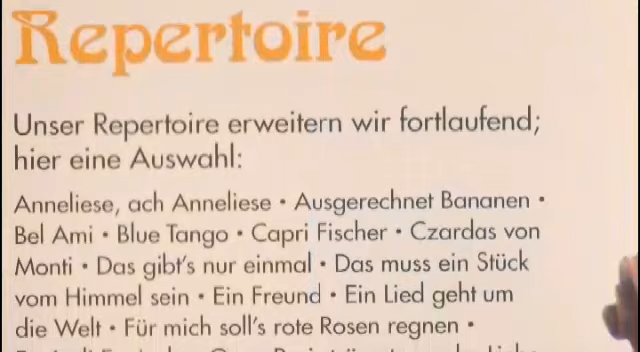 Repertoire
Unser Repertoire erweitern wir fortlaufend;
hier eine Auswahl:
Anneliese, ach Anneliese • Ausgerechnet Bananen •
Bel Ami • Blue Tango • Capri Fischer • Czardas von
Monti • Das gibt's nur einmal • Das muss ein Stück
vom Himmel sein • Ein Freund • Ein Lied geht um
die Welt • Für mich soll's rote Rosen regnen •